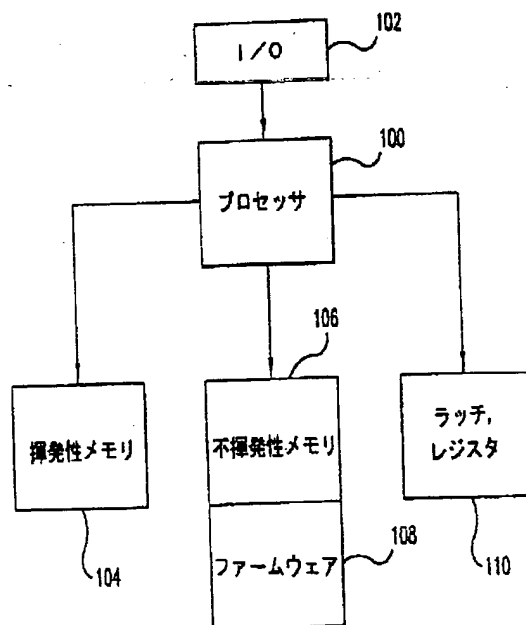 102
I/O
100
プロセッサ
106
揮発性メモリ
不揮発性メモリ
ラッチ,
レジスタ
104
ファームウェア
108
110